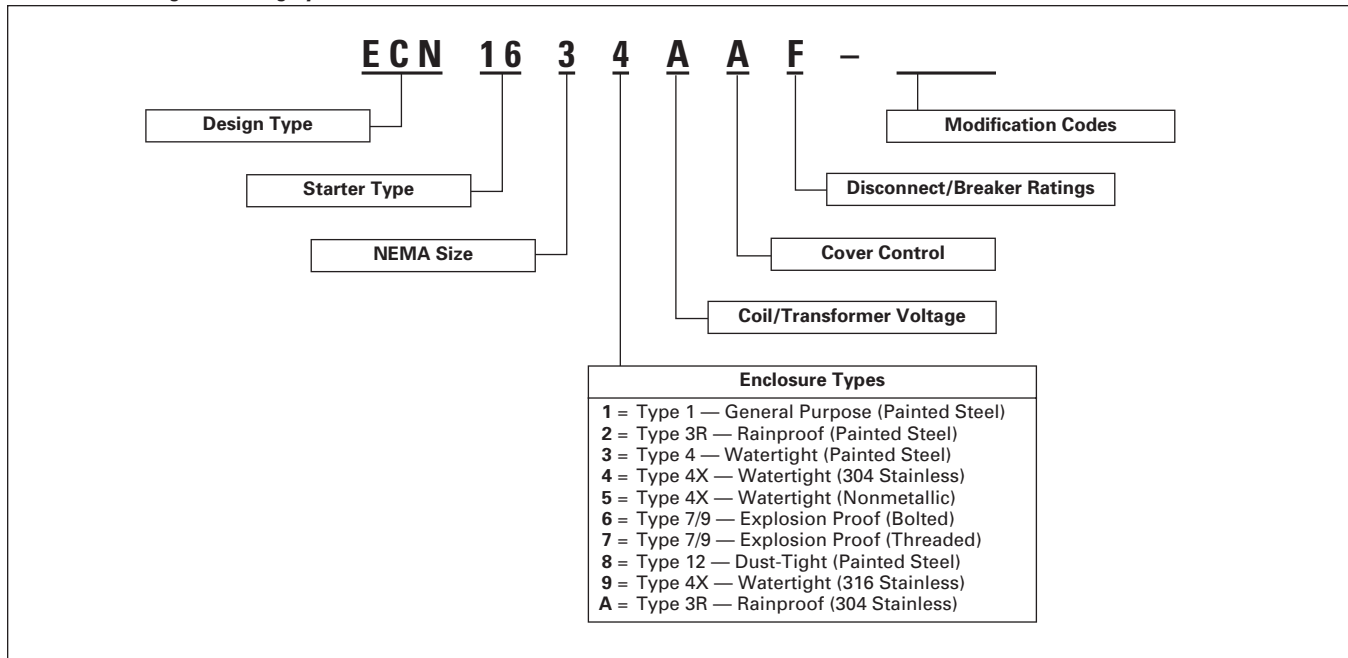 ECN 16 3 4 A A F –
Design Type
Modification Codes
Starter Type
Disconnect/Breaker Ratings
NEMA Size
Cover Control
Coil/Transformer Voltage
Enclosure Types
1 = Type 1 — General Purpose (Painted Steel)
2 = Type 3R — Rainproof (Painted Steel)
3 = Type 4 — Watertight (Painted Steel)
4 = Type 4X — Watertight (304 Stainless)
5 = Type 4X — Watertight (Nonmetallic)
6 = Type 7/9 — Explosion Proof (Bolted)
7 = Type 7/9 — Explosion Proof (Threaded)
8 = Type 12 — Dust-Tight (Painted Steel)
9 = Type 4X — Watertight (316 Stainless)
A = Type 3R — Rainproof (304 Stainless)